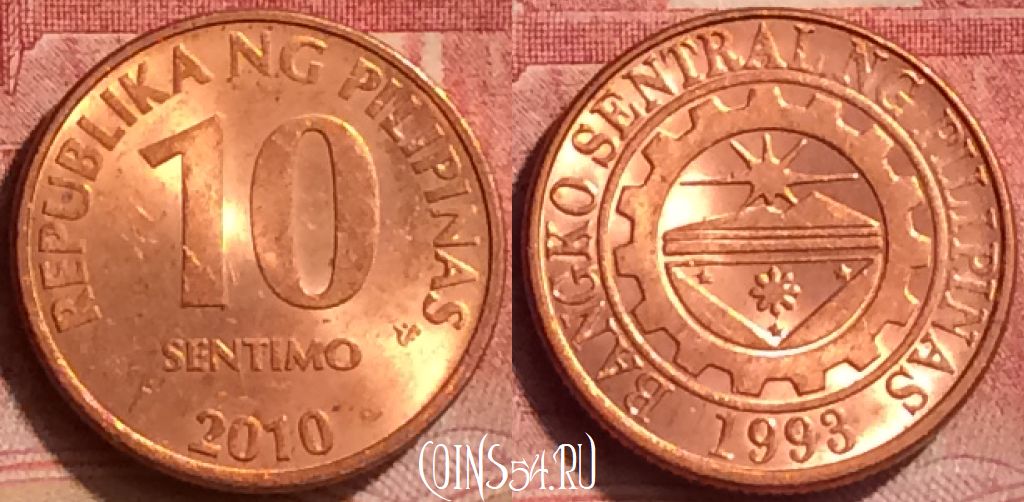 REPUBLIKA NG PILIPINAS
10
SENTIMO
2010
BANGKO SENTRAL NG PILIPINAS
1993
COINS54.RU